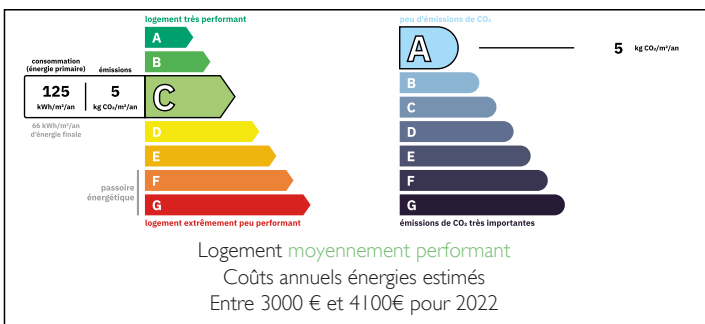 logement très performant
A
B
consommation
(énergie primaire)
émissions
125
kWh/m²/an
5
kg CO₂/m²/an
C
66 kWh/m²/an
d'énergie finale
D
E
passoire
énergétique
F
G
logement extrêmement peu performant
peu d'émissions de CO₂
A
5 kg CO₂/m²/an
B
C
D
E
F
G
émissions de CO₂ très importantes
Logement moyennement performant
Coûts annuels énergies estimés
Entre 3000 € et 4100€ pour 2022